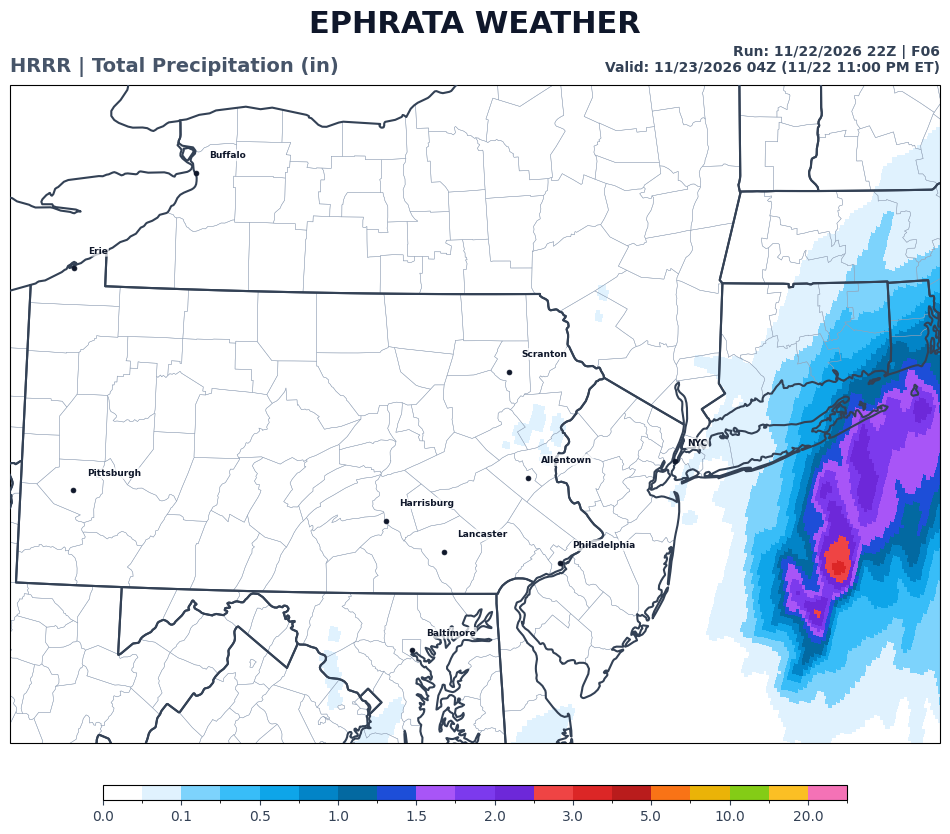 EPHRATA WEATHER
Run: 11/22/2026 22Z | F06
HRRR | Total Precipitation (in)
Valid: 11/23/2026 04Z (11/22 11:00 PM ET)
Buffalo
Erie
Scranton
NYC
Allentown
Pittsburgh
Harrisburg
Lancaster
Philadelphia
Baltimore
0.0 0.1 0.5 1.0 1.5 2.0 3.0 5.0 10.0 20.0